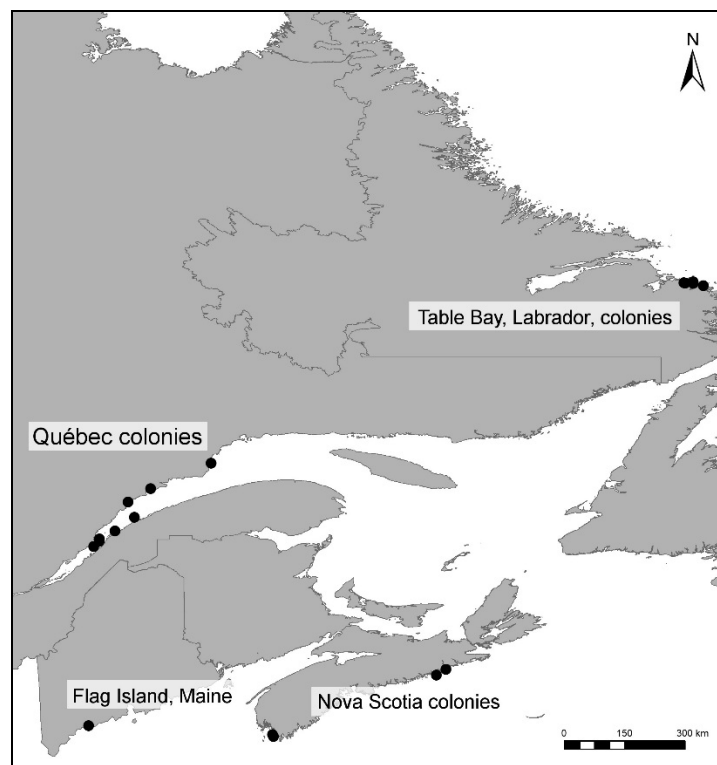 N
Table Bay, Labrador, colonies
Québec colonies
Flag Island, Maine
Nova Scotia colonies
0 150 300 km